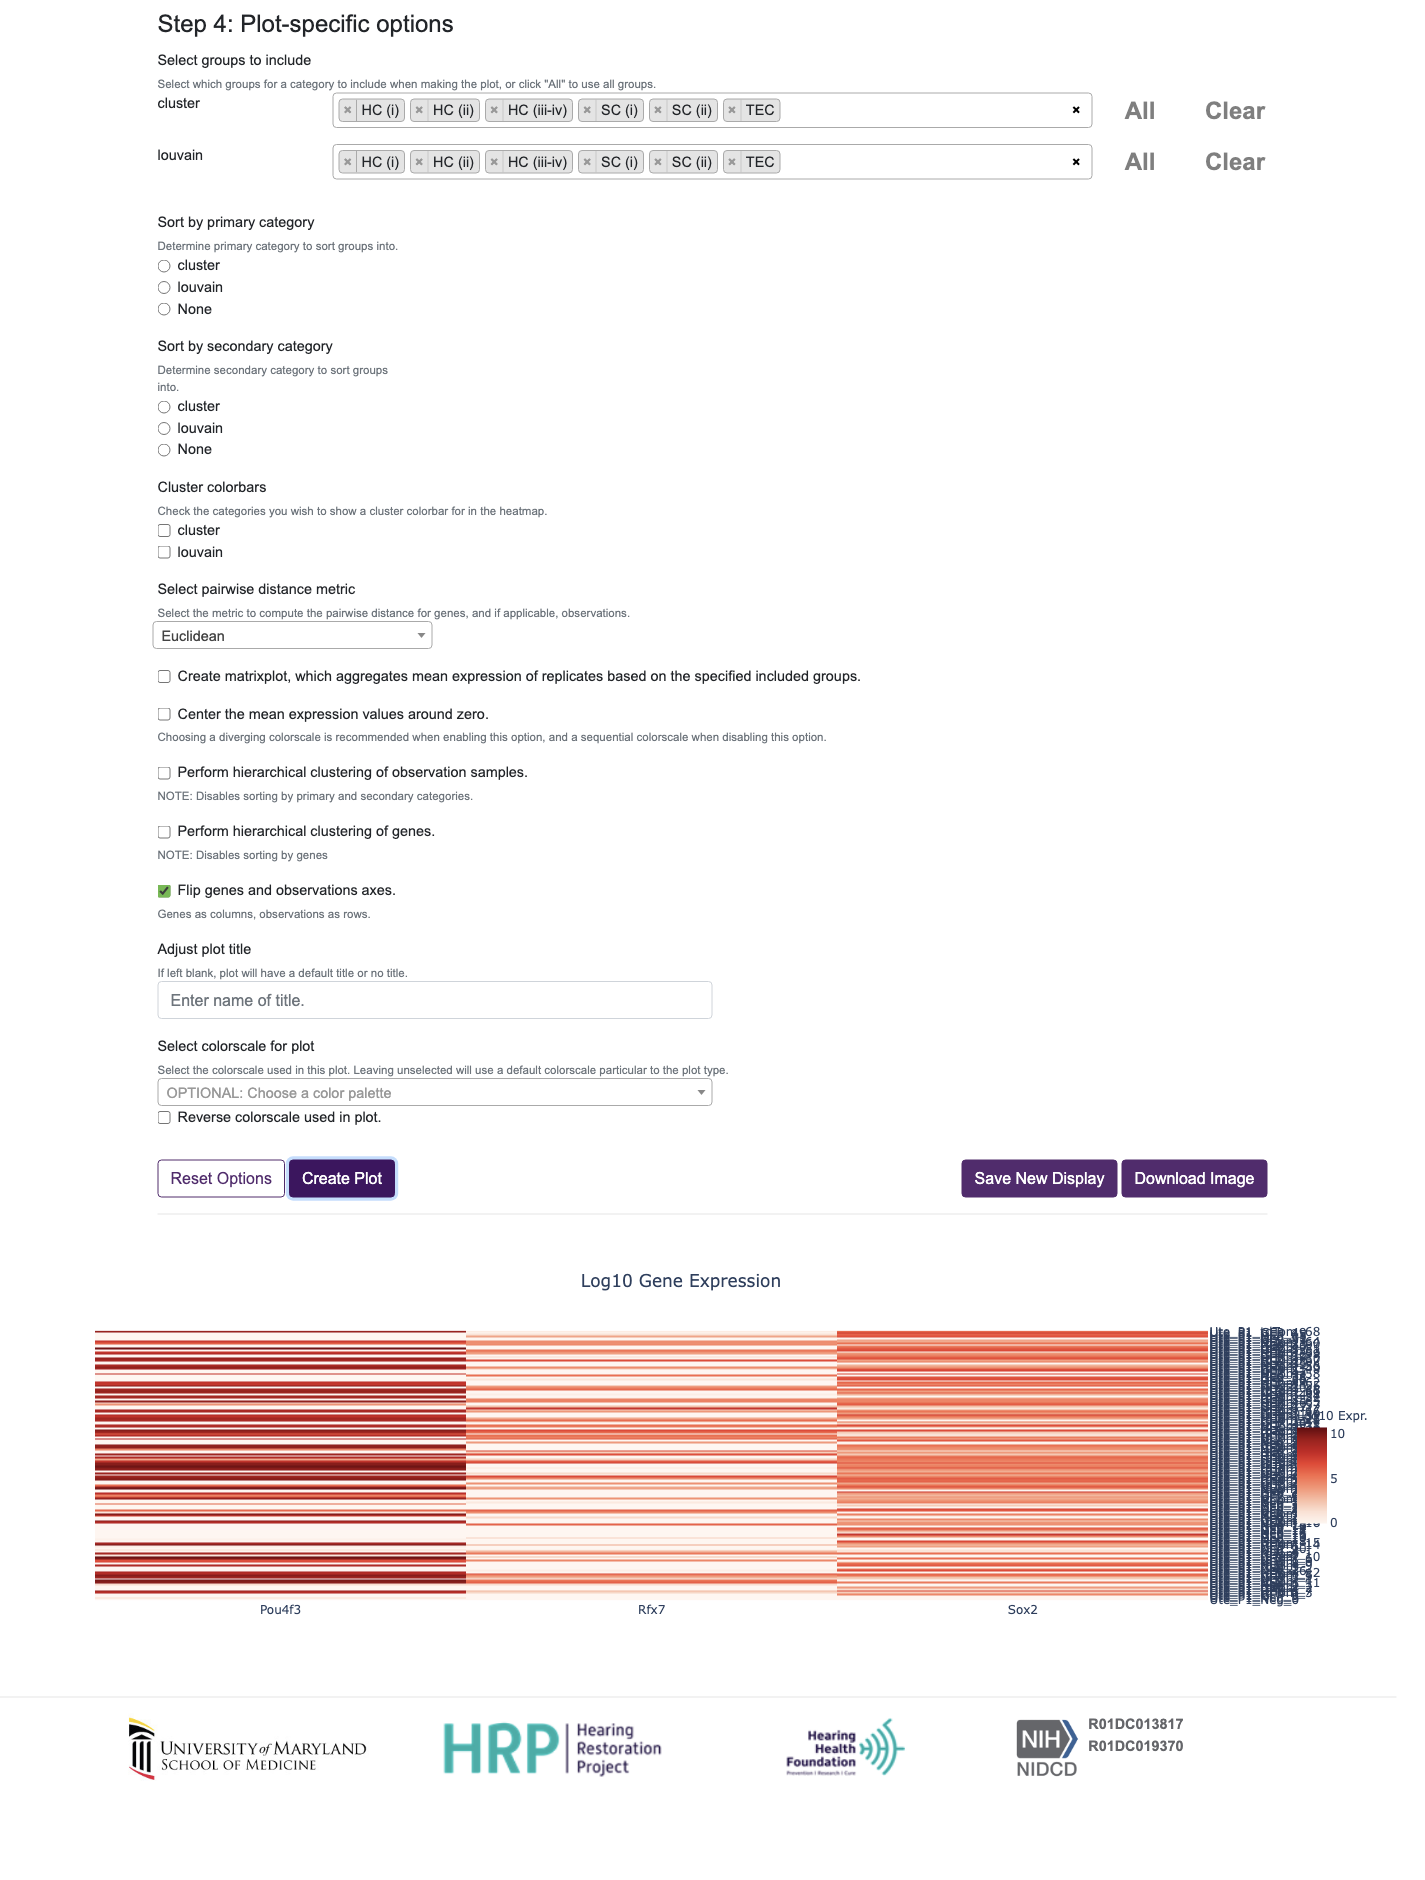 Step 4: Plot-specific options
Select groups to include
Select which groups for a category to include when making the plot, or click "All" to use all groups.
cluster × HC (i) × HC (ii) × HC (iii-iv) × SC (i) × SC (ii) × TEC × All Clear
louvain × HC (i) × HC (ii) × HC (iii-iv) × SC (i) × SC (ii) × TEC × All Clear
Sort by primary category
Determine primary category to sort groups into.
cluster
louvain
None
Sort by secondary category
Determine secondary category to sort groups
into.
cluster
louvain
None
Cluster colorbars
Check the categories you wish to show a cluster colorbar for in the heatmap.
cluster
louvain
Select pairwise distance metric
Select the metric to compute the pairwise distance for genes, and if applicable, observations.
Euclidean
Create matrixplot, which aggregates mean expression of replicates based on the specified included groups.
Center the mean expression values around zero.
Choosing a diverging colorscale is recommended when enabling this option, and a sequential colorscale when disabling this option.
Perform hierarchical clustering of observation samples.
NOTE: Disables sorting by primary and secondary categories.
Perform hierarchical clustering of genes.
NOTE: Disables sorting by genes
Flip genes and observations axes.
Genes as columns, observations as rows.
Adjust plot title
If left blank, plot will have a default title or no title.
Enter name of title.
Select colorscale for plot
Select the colorscale used in this plot. Leaving unselected will use a default colorscale particular to the plot type.
OPTIONAL: Choose a color palette
Reverse colorscale used in plot.
Reset Options Create Plot Save New Display Download Image
Log10 Gene Expression
Expr.
10
5
0
Pou4f3 Rfx7 Sox2
UNIVERSITY of MARYLAND
SCHOOL OF MEDICINE
HRP
Hearing
Restoration
Project
Hearing
Health
Foundation
Prevention | Research | Cure
NIH
NIDCD
R01DC013817
R01DC019370